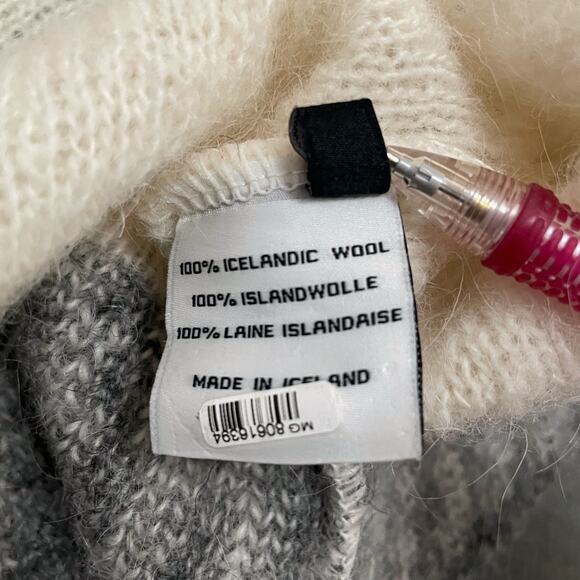 100% ICELANDIC WOOL
100% ISLANDWOLLE
100% LAINE ISLANDAISE
MADE IN ICELAND
MG 80616394